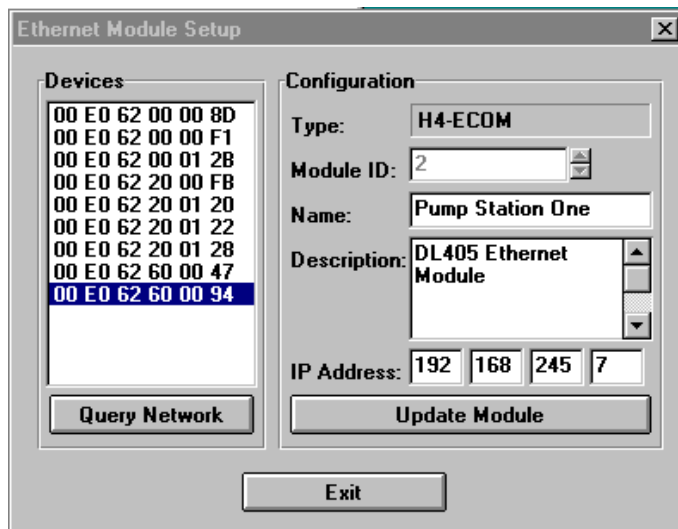 Ethernet Module Setup
Devices
00 E0 62 00 00 8D
00 E0 62 00 00 F1
00 E0 62 00 01 2B
00 E0 62 20 00 FB
00 E0 62 20 01 20
00 E0 62 20 01 22
00 E0 62 20 01 28
00 E0 62 60 00 47
00 E0 62 60 00 94
Query Network
Configuration
Type: H4-ECOM
Module ID: 2
Name: Pump Station One
Description: DL405 Ethernet
Module
IP Address: 192 168 245 7
Update Module
Exit